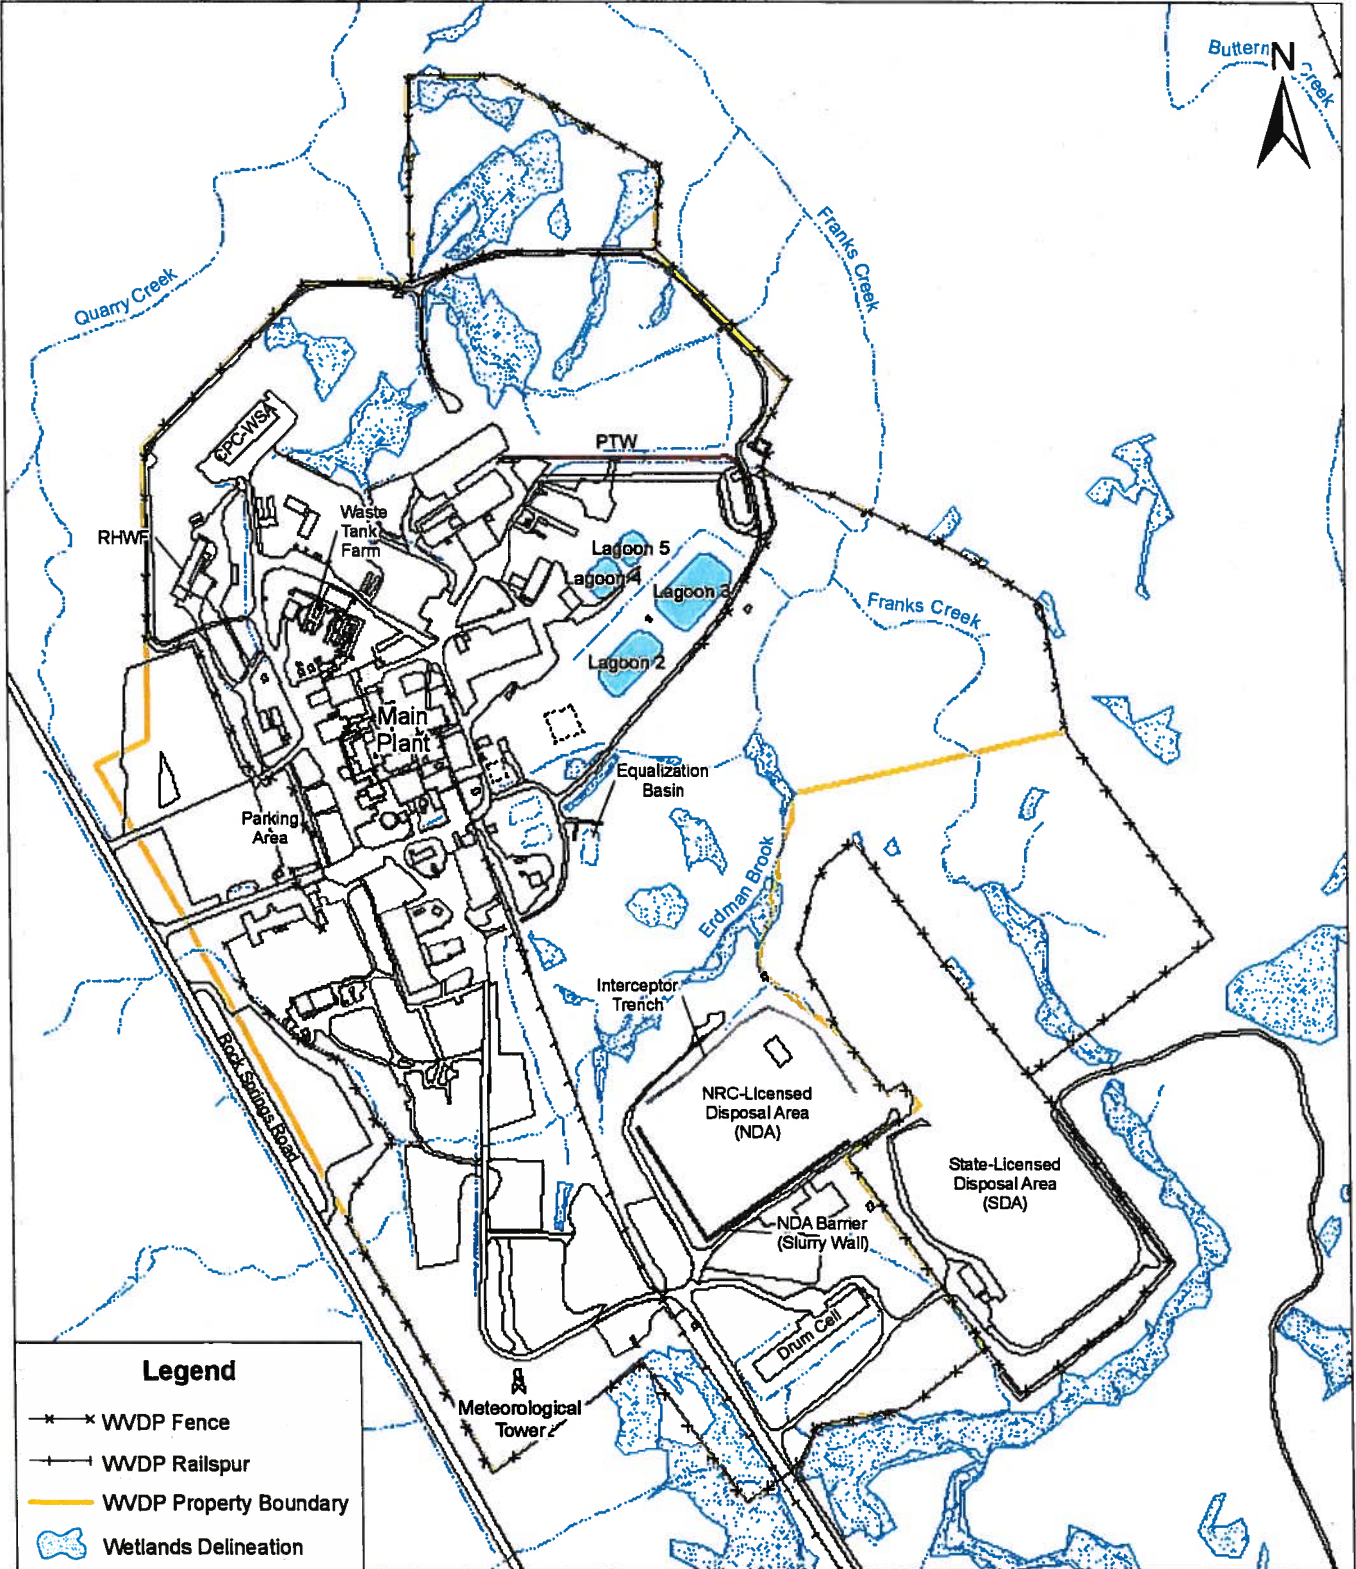 Buttern
Creek
N
Franks Creek
Quarry Creek
CPC-WSA
PTW
Waste
Tank
Farm
RHWF
Lagoon 5
Lagoon 4
Lagoon 3
Franks Creek
Lagoon 2
Main
Plant
Equalization
Basin
Parking
Area
Erdman Brook
Interceptor
Trench
Rock Springs Road
NRC-Licensed
Disposal Area
(NDA)
State-Licensed
Disposal Area
(SDA)
NDA Barrier
(Slurry Wall)
Drum Cell
Meteorological
Tower
Legend
WVDP Fence
WVDP Railspur
WVDP Property Boundary
Wetlands Delineation